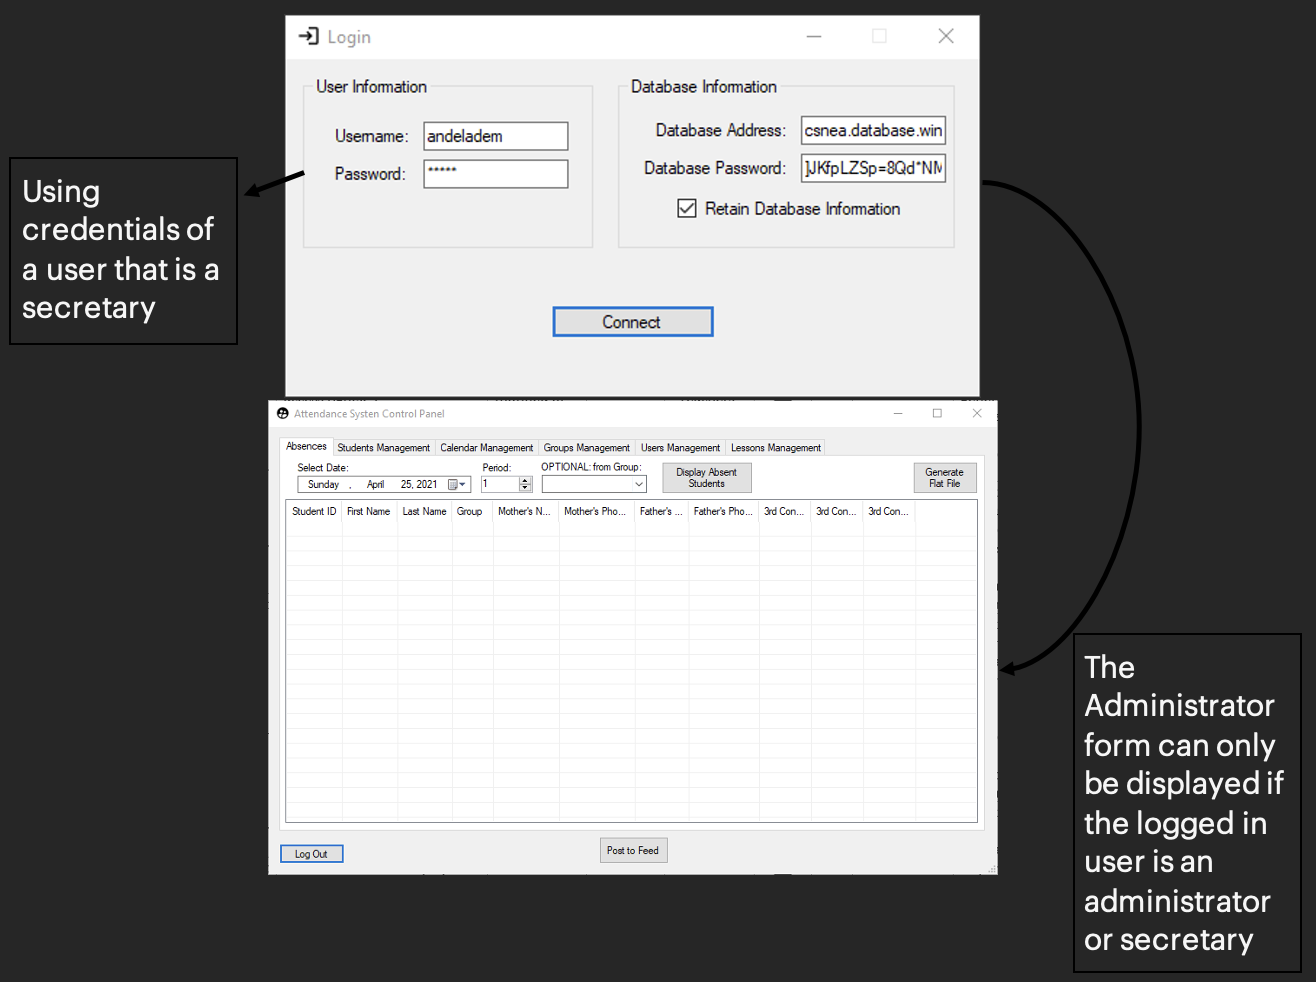 Login
User Information
Database Information
Username: andeladem
Password: *****
Database Address: csnea.database.win
Database Password: ]JKfpLZSp=8Qd*NM
Retain Database Information
Connect
Using
credentials of
a user that is a
secretary
Attendance Systen Control Panel
Absences Students Management Calendar Management Groups Management Users Management Lessons Management
Select Date: Period: OPTIONAL: from Group:
Sunday , April 25, 2021 1
Display Absent
Students
Generate
Flat File
Student ID First Name Last Name Group Mother's N... Mother's Pho... Father's ... Father's Pho... 3rd Con... 3rd Con... 3rd Con...
Log Out
Post to Feed
The
Administrator
form can only
be displayed if
the logged in
user is an
administrator
or secretary